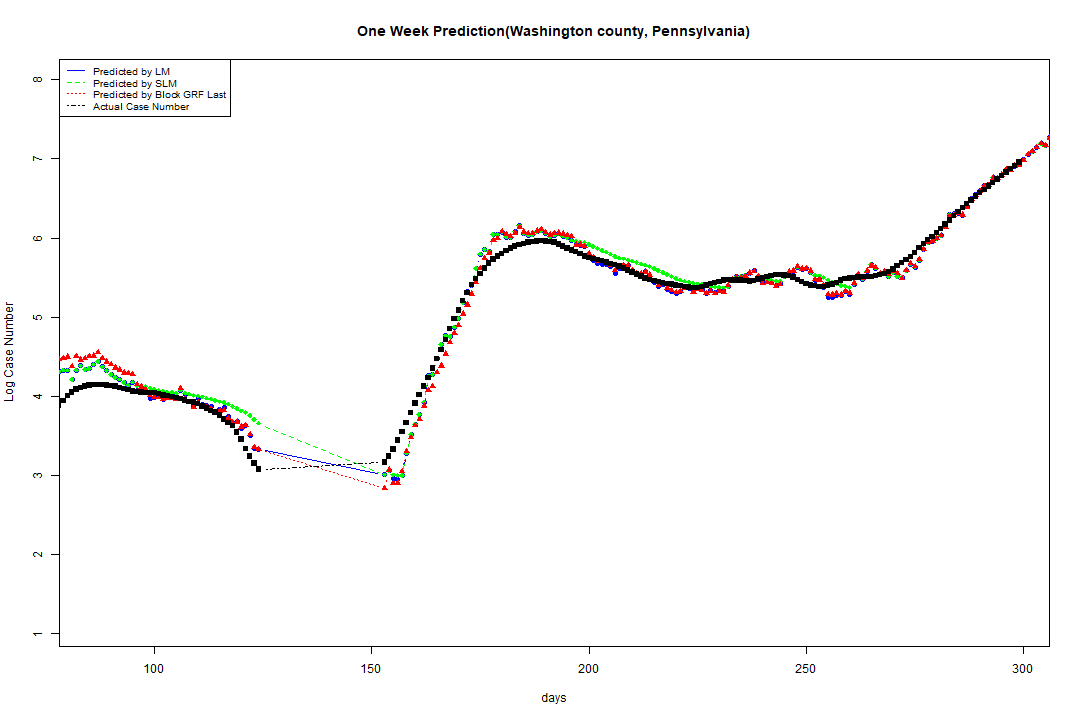 One Week Prediction(Washington county, Pennsylvania)
Predicted by LM
Predicted by SLM
Predicted by Block GRF Last
Actual Case Number
8
7
6
5
4
3
2
1
Log Case Number
100 150 200 250 300
days